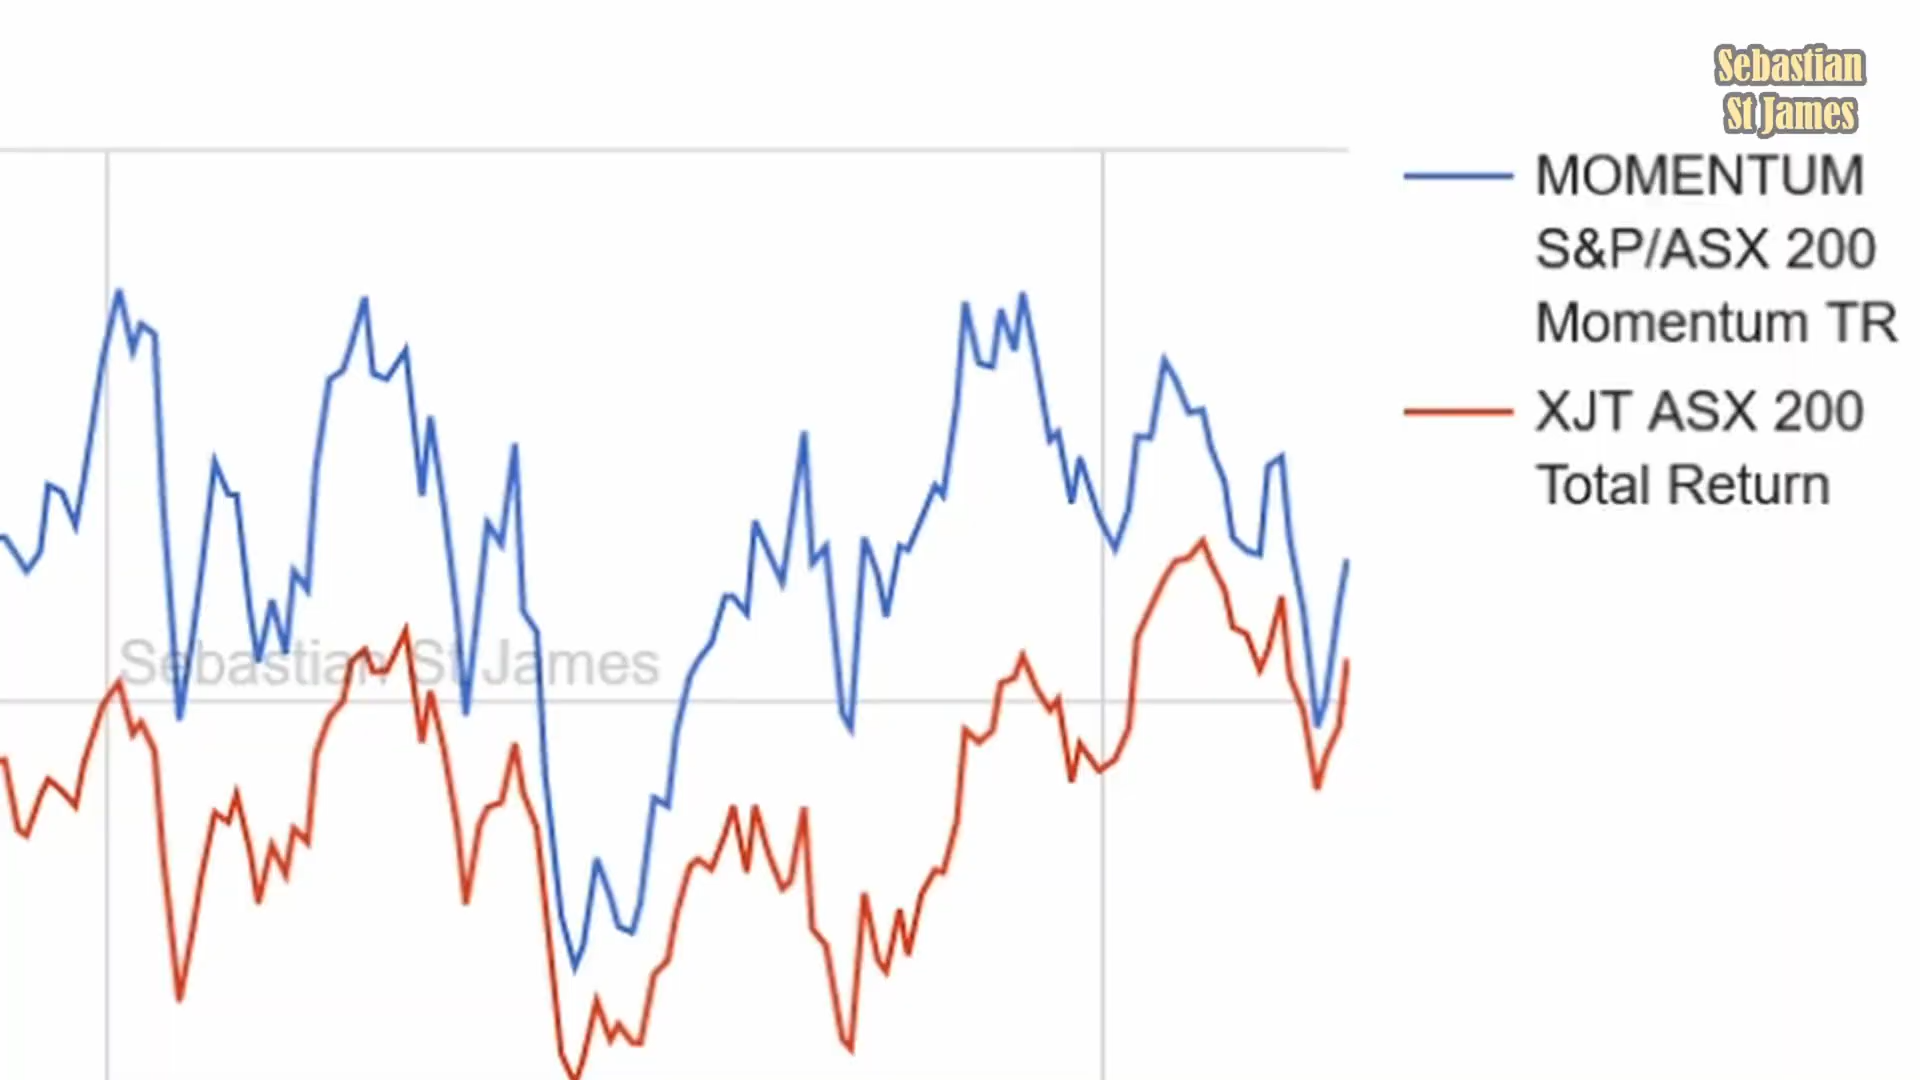 Sebastian
St James
MOMENTUM
S&P/ASX 200
Momentum TR
XJT ASX 200
Total Return
Sebastian St James